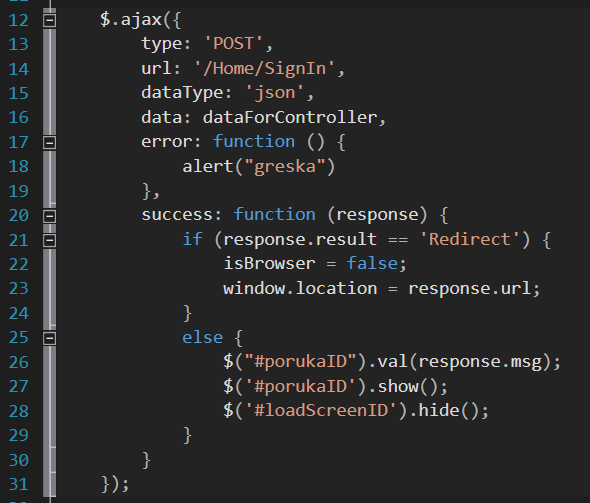 12 $.ajax({
13 type: 'POST',
14 url: '/Home/SignIn',
15 dataType: 'json',
16 data: dataForController,
17 error: function () {
18 alert("greska")
19 },
20 success: function (response) {
21 if (response.result == 'Redirect') {
22 isBrowser = false;
23 window.location = response.url;
24 }
25 else {
26 $("#porukaID").val(response.msg);
27 $('#porukaID').show();
28 $('#loadScreenID').hide();
29 }
30 }
31 });